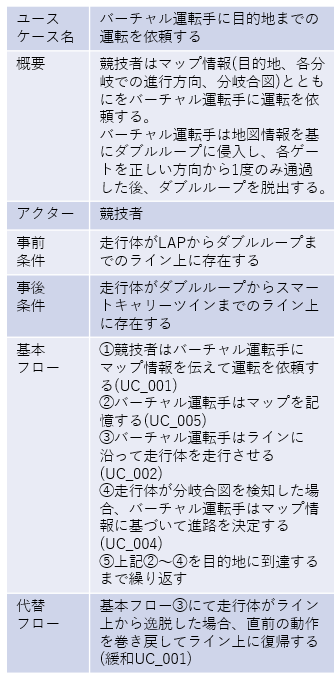 ユース
ケース名
バーチャル運転手に目的地までの
運転を依頼する
概要
競技者はマップ情報(目的地、各分
岐での進行方向、分岐合図)ととも
にをバーチャル運転手に運転を依
頼する。
バーチャル運転手は地図情報を基
にダブルループに侵入し、各ゲー
トを正しい方向から1度のみ通過
した後、ダブルループを脱出する。
アクター
競技者
事前
条件
走行体がLAPからダブルループま
でのライン上に存在する
事後
条件
走行体がダブルループからスマー
トキャリーツインまでのライン上
に存在する
基本
フロー
①競技者はバーチャル運転手に
マップ情報を伝えて運転を依頼す
る(UC_001)
②バーチャル運転手はマップを記
憶する(UC_005)
③バーチャル運転手はラインに
沿って走行体を走行させる
(UC_002)
④走行体が分岐合図を検知した場
合、バーチャル運転手はマップ情
報に基づいて進路を決定する
(UC_004)
⑤上記②～④を目的地に到達する
まで繰り返す
代替
フロー
基本フロー③にて走行体がライン
上から逸脱した場合、直前の動作
を巻き戻してライン上に復帰する
(緩和UC_001)